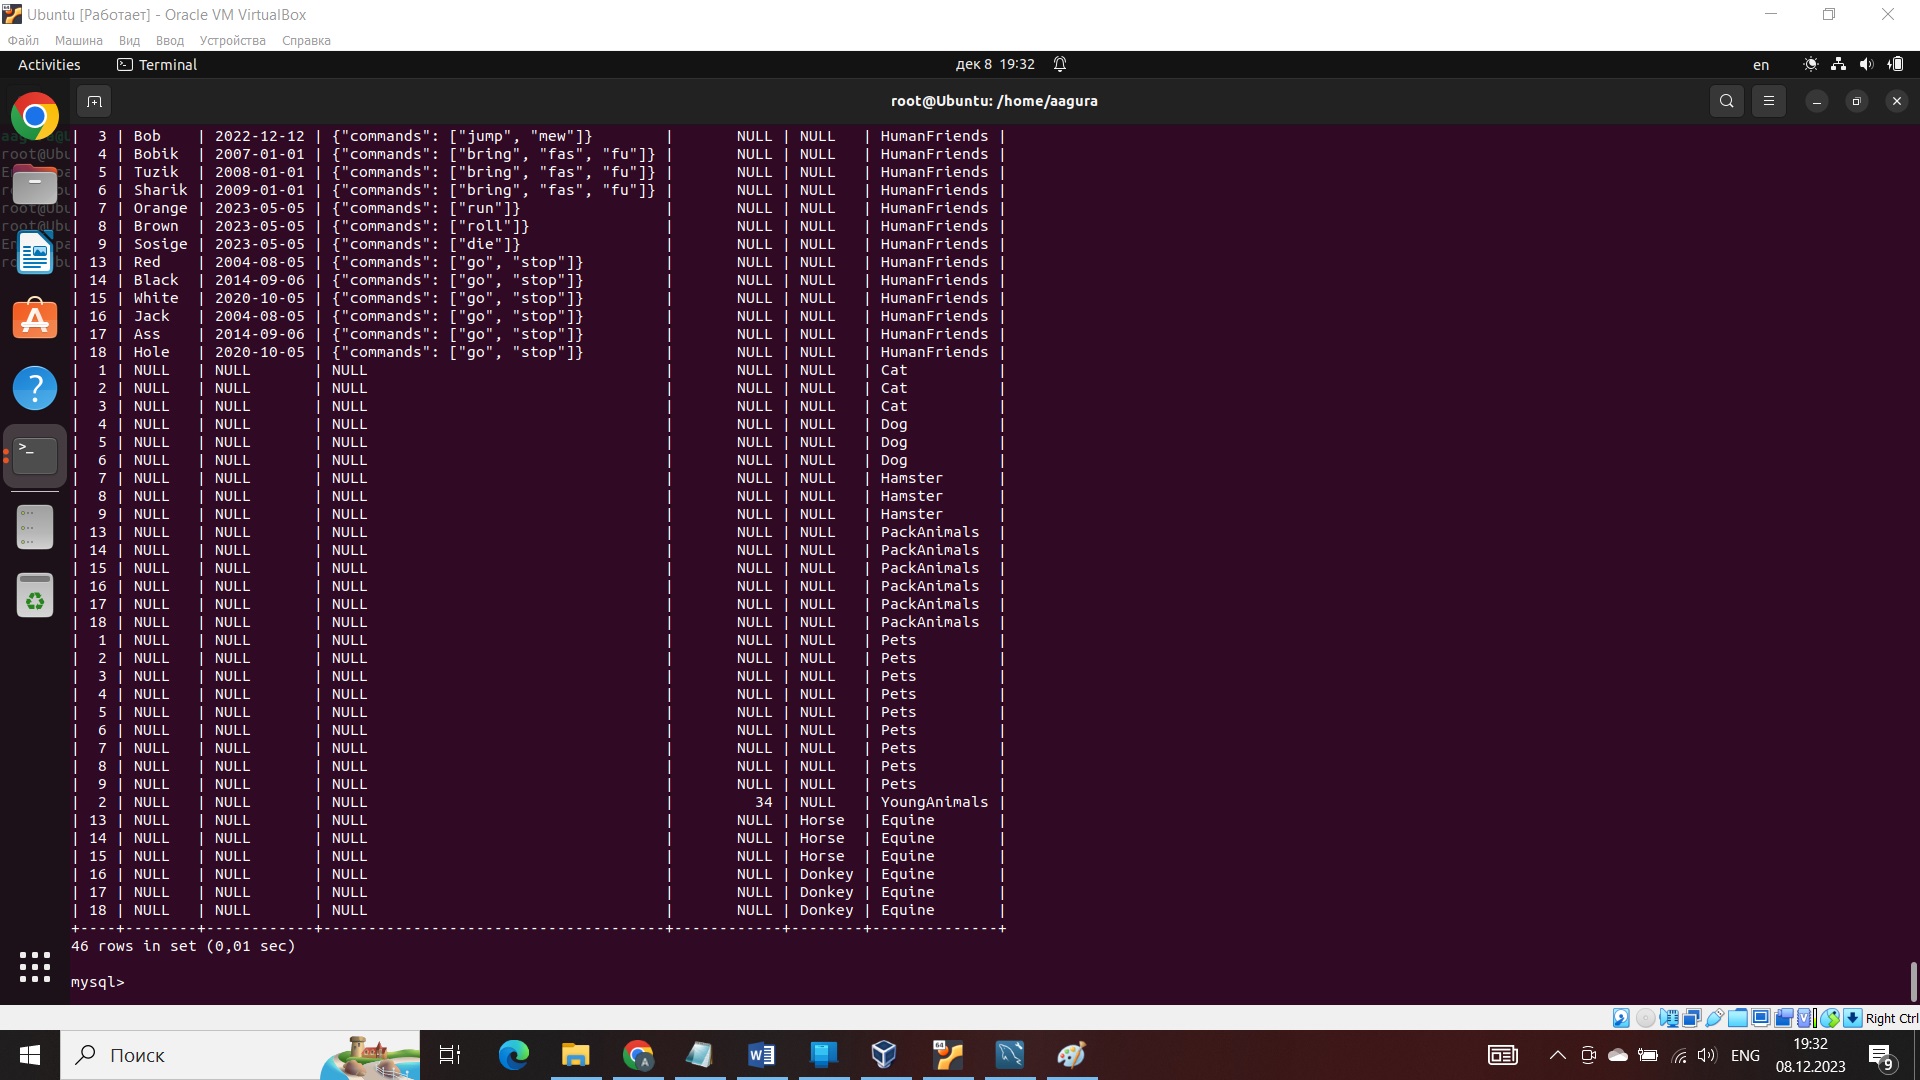 Ubuntu [Работает] - Oracle VM VirtualBox
Файл Машина Вид Ввод Устройства Справка
Activities Terminal дек 8 19:32 en
root@Ubuntu: /home/aagura
| 3 | Bob | 2022-12-12 | {"commands": ["jump", "mew"]} | NULL | NULL | HumanFriends |
| 4 | Bobik | 2007-01-01 | {"commands": ["bring", "fas", "fu"]} | NULL | NULL | HumanFriends |
| 5 | Tuzik | 2008-01-01 | {"commands": ["bring", "fas", "fu"]} | NULL | NULL | HumanFriends |
| 6 | Sharik | 2009-01-01 | {"commands": ["bring", "fas", "fu"]} | NULL | NULL | HumanFriends |
| 7 | Orange | 2023-05-05 | {"commands": ["run"]} | NULL | NULL | HumanFriends |
| 8 | Brown | 2023-05-05 | {"commands": ["roll"]} | NULL | NULL | HumanFriends |
| 9 | Sosige | 2023-05-05 | {"commands": ["die"]} | NULL | NULL | HumanFriends |
| 13 | Red | 2004-08-05 | {"commands": ["go", "stop"]} | NULL | NULL | HumanFriends |
| 14 | Black | 2014-09-06 | {"commands": ["go", "stop"]} | NULL | NULL | HumanFriends |
| 15 | White | 2020-10-05 | {"commands": ["go", "stop"]} | NULL | NULL | HumanFriends |
| 16 | Jack | 2004-08-05 | {"commands": ["go", "stop"]} | NULL | NULL | HumanFriends |
| 17 | Ass | 2014-09-06 | {"commands": ["go", "stop"]} | NULL | NULL | HumanFriends |
| 18 | Hole | 2020-10-05 | {"commands": ["go", "stop"]} | NULL | NULL | HumanFriends |
| 1 | NULL | NULL | NULL | NULL | NULL | Cat |
| 2 | NULL | NULL | NULL | NULL | NULL | Cat |
| 3 | NULL | NULL | NULL | NULL | NULL | Cat |
| 4 | NULL | NULL | NULL | NULL | NULL | Dog |
| 5 | NULL | NULL | NULL | NULL | NULL | Dog |
| 6 | NULL | NULL | NULL | NULL | NULL | Dog |
| 7 | NULL | NULL | NULL | NULL | NULL | Hamster |
| 8 | NULL | NULL | NULL | NULL | NULL | Hamster |
| 9 | NULL | NULL | NULL | NULL | NULL | Hamster |
| 13 | NULL | NULL | NULL | NULL | NULL | PackAnimals |
| 14 | NULL | NULL | NULL | NULL | NULL | PackAnimals |
| 15 | NULL | NULL | NULL | NULL | NULL | PackAnimals |
| 16 | NULL | NULL | NULL | NULL | NULL | PackAnimals |
| 17 | NULL | NULL | NULL | NULL | NULL | PackAnimals |
| 18 | NULL | NULL | NULL | NULL | NULL | PackAnimals |
| 1 | NULL | NULL | NULL | NULL | NULL | Pets |
| 2 | NULL | NULL | NULL | NULL | NULL | Pets |
| 3 | NULL | NULL | NULL | NULL | NULL | Pets |
| 4 | NULL | NULL | NULL | NULL | NULL | Pets |
| 5 | NULL | NULL | NULL | NULL | NULL | Pets |
| 6 | NULL | NULL | NULL | NULL | NULL | Pets |
| 7 | NULL | NULL | NULL | NULL | NULL | Pets |
| 8 | NULL | NULL | NULL | NULL | NULL | Pets |
| 9 | NULL | NULL | NULL | NULL | NULL | Pets |
| 2 | NULL | NULL | NULL | 34 | NULL | YoungAnimals |
| 13 | NULL | NULL | NULL | NULL | Horse | Equine |
| 14 | NULL | NULL | NULL | NULL | Horse | Equine |
| 15 | NULL | NULL | NULL | NULL | Horse | Equine |
| 16 | NULL | NULL | NULL | NULL | Donkey | Equine |
| 17 | NULL | NULL | NULL | NULL | Donkey | Equine |
| 18 | NULL | NULL | NULL | NULL | Donkey | Equine |
+----+--------+------------+--------------------------------------+------------+--------+--------------+
46 rows in set (0,01 sec)
mysql>
Right Ctrl
Поиск
ENG
19:32
08.12.2023
9